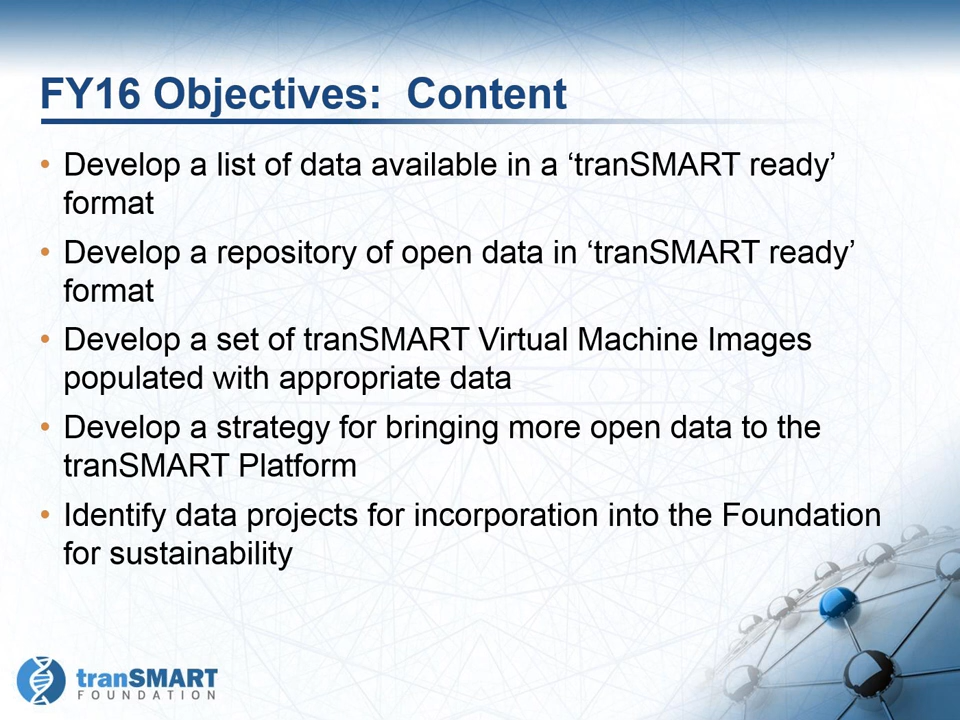 FY16 Objectives:  Content
• Develop a list of data available in a ‘tranSMART ready’
format
• Develop a repository of open data in ‘tranSMART ready’
format
• Develop a set of tranSMART Virtual Machine Images
populated with appropriate data
• Develop a strategy for bringing more open data to the
tranSMART Platform
• Identify data projects for incorporation into the Foundation
for sustainability
tranSMART
FOUNDATION